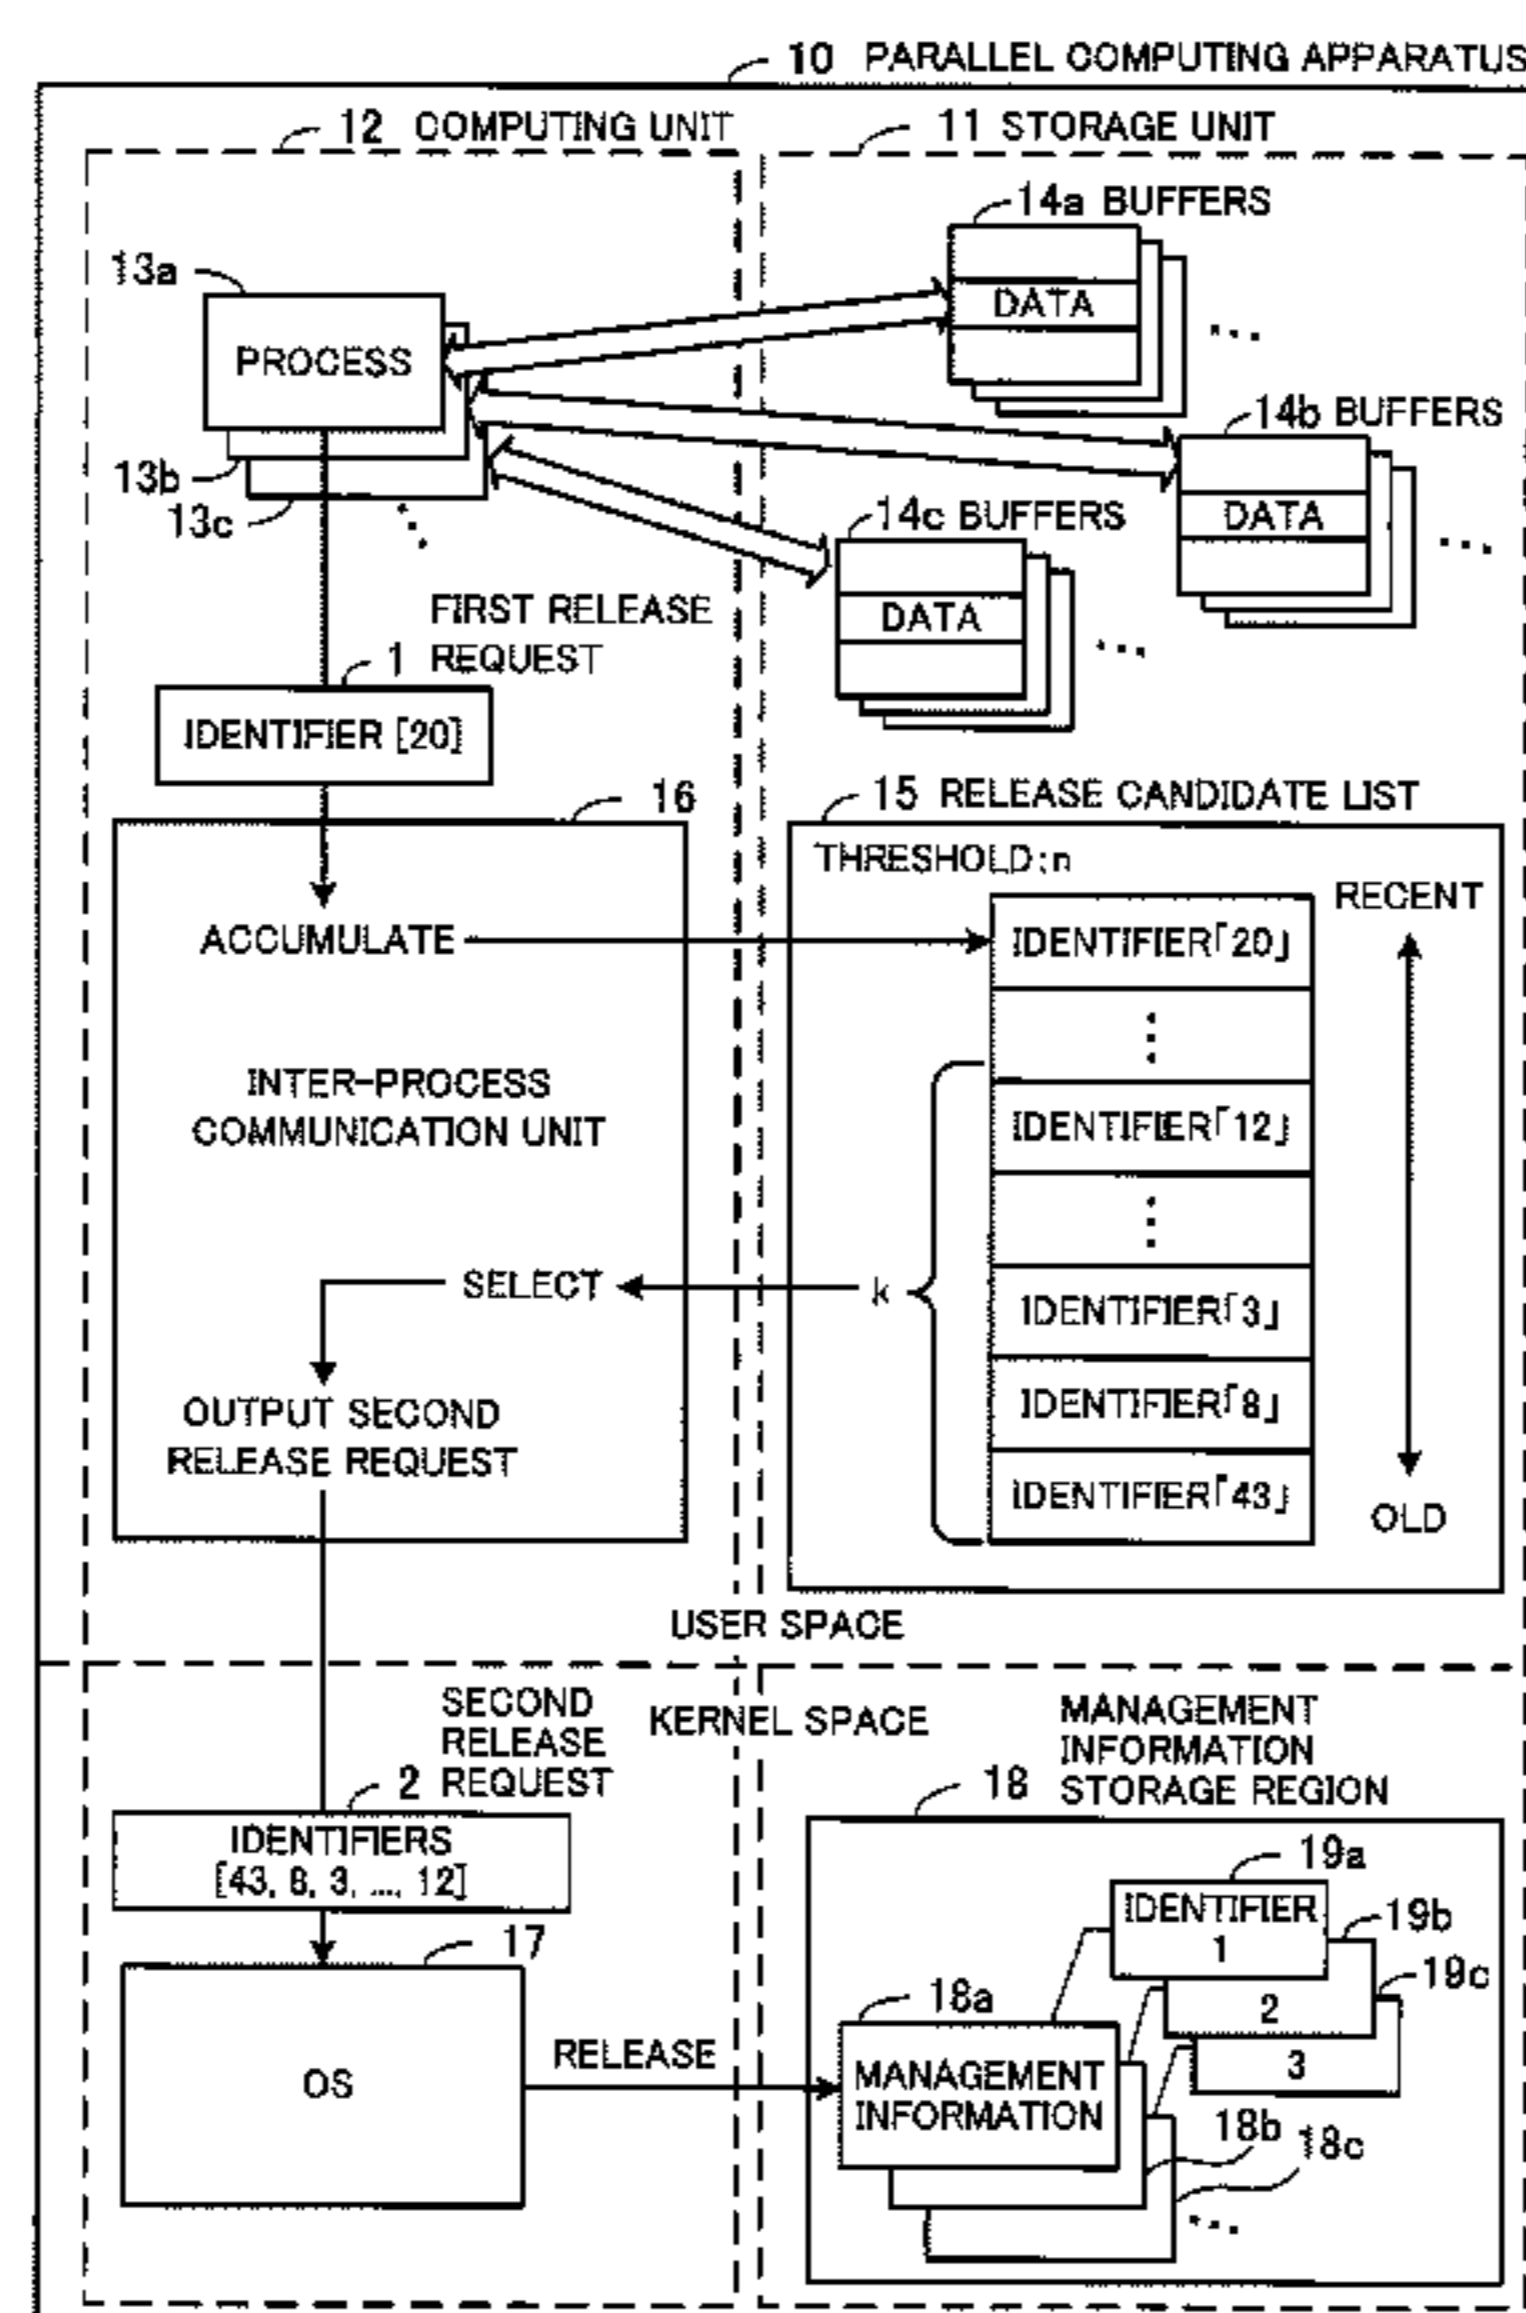 10 PARALLEL COMPUTING APPARATUS
12 COMPUTING UNIT
11 STORAGE UNIT
14a BUFFERS
13a
DATA
PROCESS
14b BUFFERS
13b
13c
14c BUFFERS
DATA
FIRST RELEASE
1 REQUEST
DATA
IDENTIFIER [20]
16
15 RELEASE CANDIDATE LIST
THRESHOLD:n
RECENT
ACCUMULATE
IDENTIFIER「20」
INTER-PROCESS
COMMUNICATION UNIT
IDENTIFIER「12」
SELECT
k
IDENTIFIER「3」
OUTPUT SECOND
RELEASE REQUEST
IDENTIFIER「8」
IDENTIFIER「43」
OLD
USER SPACE
KERNEL SPACE
SECOND
RELEASE
2 REQUEST
MANAGEMENT
INFORMATION
18 STORAGE REGION
IDENTIFIERS
[43, 8, 3, ..., 12]
19a
IDENTIFIER
1
19b
17
2
19c
18a
3
OS
RELEASE
MANAGEMENT
INFORMATION
18b
18c